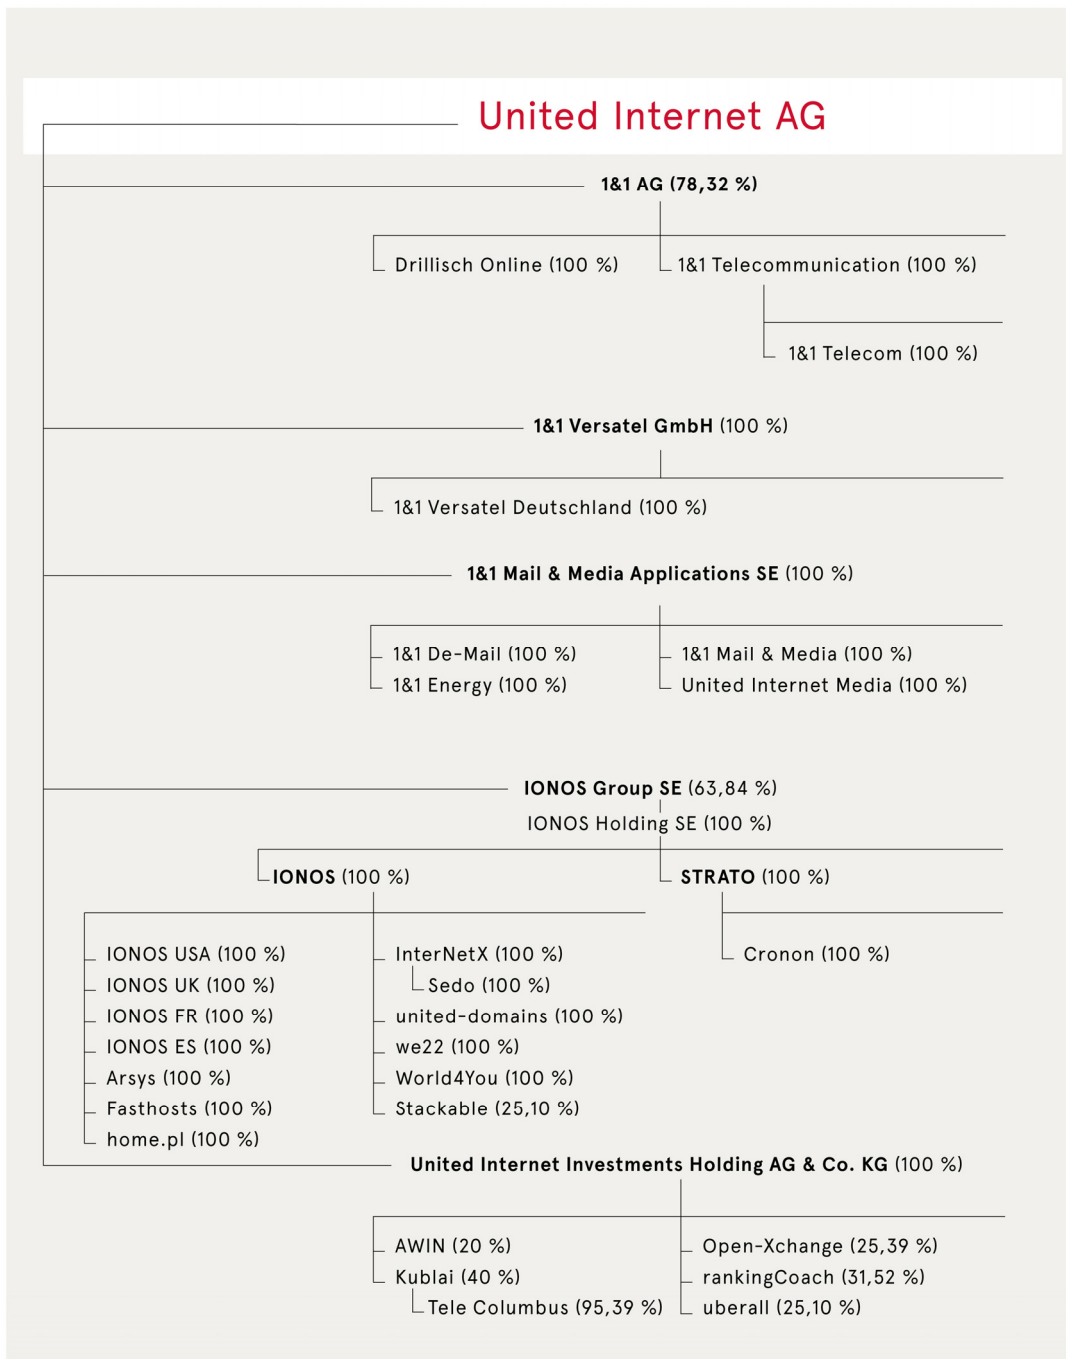 United Internet AG
1&1 AG (78,32 %)
Drillisch Online (100 %)
1&1 Telecommunication (100 %)
1&1 Telecom (100 %)
1&1 Versatel GmbH (100 %)
1&1 Versatel Deutschland (100 %)
1&1 Mail & Media Applications SE (100 %)
1&1 De-Mail (100 %)
1&1 Energy (100 %)
1&1 Mail & Media (100 %)
United Internet Media (100 %)
IONOS Group SE (63,84 %)
IONOS Holding SE (100 %)
IONOS (100 %)
IONOS USA (100 %)
IONOS UK (100 %)
IONOS FR (100 %)
IONOS ES (100 %)
Arsys (100 %)
Fasthosts (100 %)
home.pl (100 %)
InterNetX (100 %)
Sedo (100 %)
united-domains (100 %)
we22 (100 %)
World4You (100 %)
Stackable (25,10 %)
STRATO (100 %)
Cronon (100 %)
United Internet Investments Holding AG & Co. KG (100 %)
AWIN (20 %)
Kublai (40 %)
Tele Columbus (95,39 %)
Open-Xchange (25,39 %)
rankingCoach (31,52 %)
uberall (25,10 %)